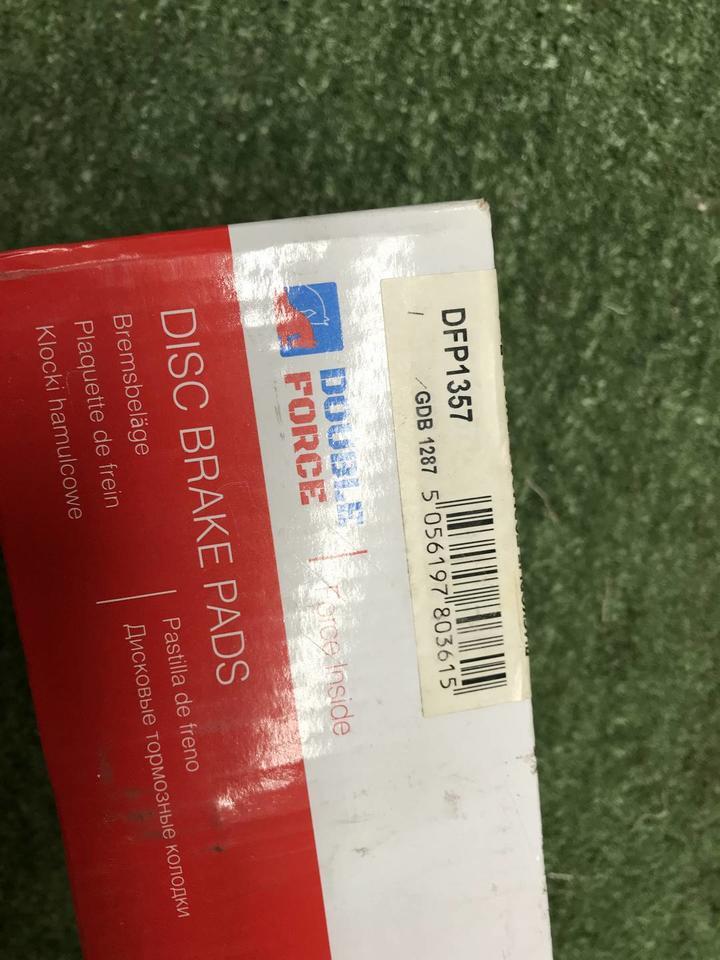 DFP1357
/
/GDB 1287
5 056197 803615
DOUBLE
FORCE
Force Inside
DISC BRAKE PADS
Bremsbeläge
Plaquette de frein
Klocki hamulcowe
Pastilla de freno
Дисковые тормозные колодки